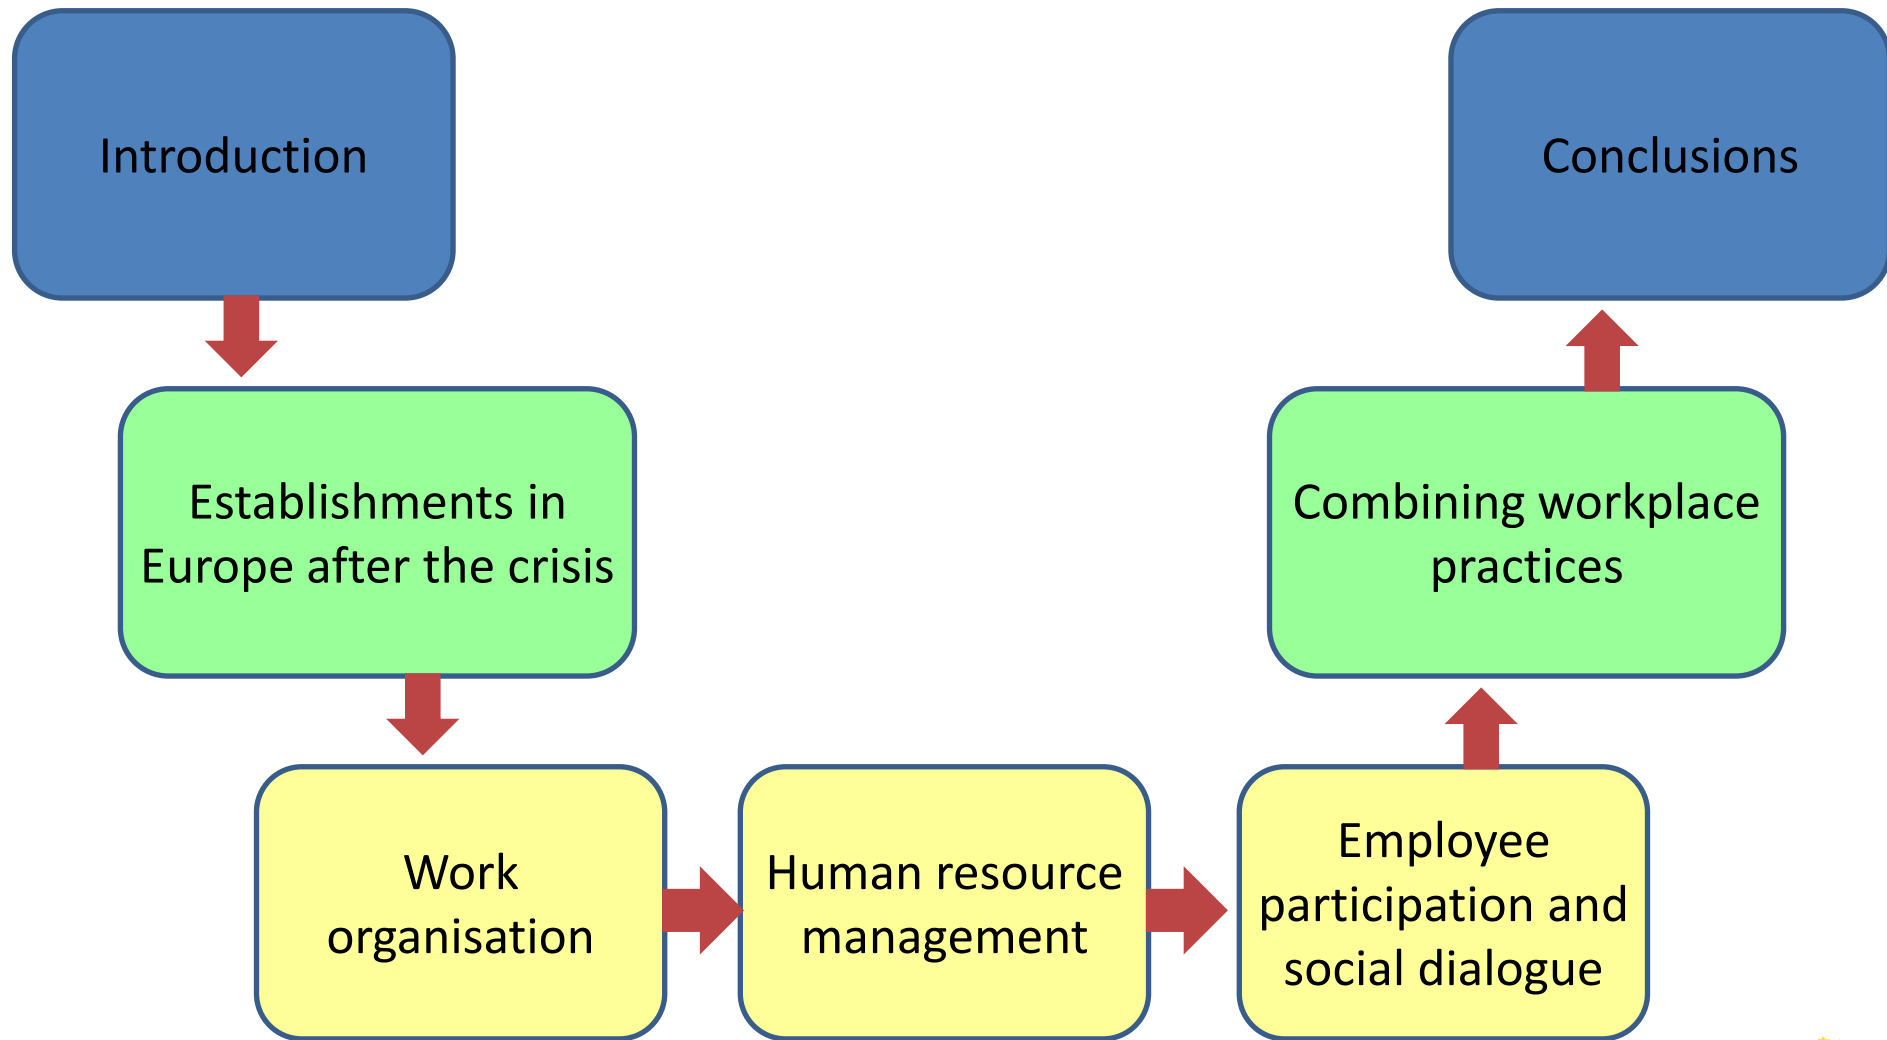 Introduction
Conclusions
Establishments in
Europe after the crisis
Combining workplace
practices
Work
organisation
Human resource
management
Employee
participation and
social dialogue